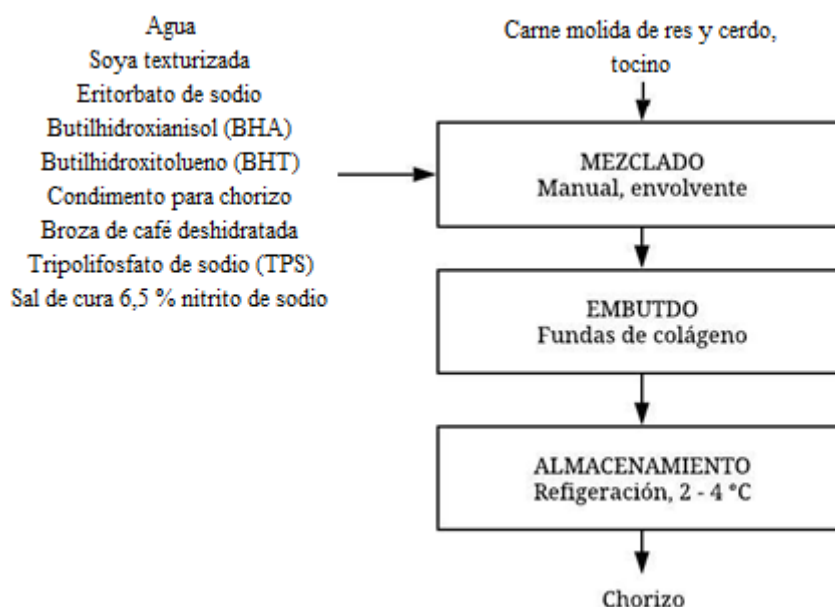 Agua
Soya texturizada
Eritorbato de sodio
Butilhidroxianisol (BHA)
Butilhidroxitolueno (BHT)
Condimento para chorizo
Broza de café deshidratada
Tripolifosfato de sodio (TPS)
Sal de cura 6,5 % nitrito de sodio
Carne molida de res y cerdo,
tocino
MEZCLADO
Manual, envolvente
EMBUTDO
Fundas de colágeno
ALMACENAMIENTO
Refigeración, 2 - 4 °C
Chorizo